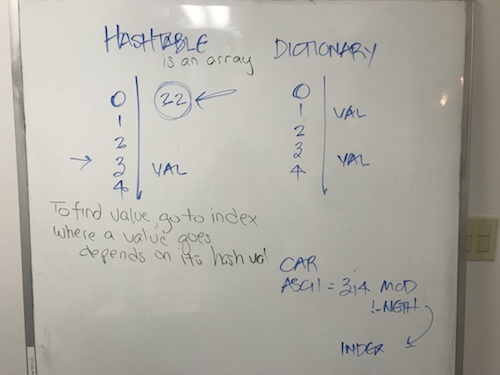 HASHTABLE
is an array
0 22
1
2
3 VAL
4
To find value, go to index
where a value goes
depends on its hash val
DICTIONARY
0
1 VAL
2
3 VAL
4
CAR
ASCII = 314 MOD
INDEX